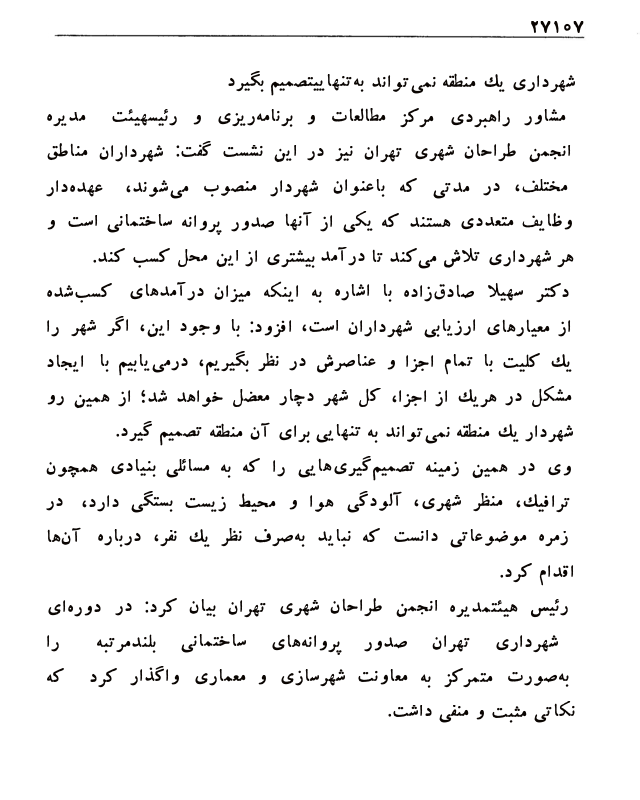 ۲۷۱۰۷
شهرداری یك منطقه نمی‌تواند به‌تنهاییتصمیم بگیرد
مشاور راهبردی مرکز مطالعات و برنامه‌ریزی و رئیسهیئت مدیره
انجمن طراحان شهری تهران نیز در این نشست گفت: شهرداران مناطق
مختلف، در مدتی که باعنوان شهردار منصوب می‌شوند، عهده‌دار
وظایف متعددی هستند که یکی از آنها صدور پروانه ساختمانی است و
هر شهرداری تلاش می‌کند تا درآمد بیشتری از این محل کسب کند.
دکتر سهیلا صادق‌زاده با اشاره به اینکه میزان درآمدهای کسب‌شده
از معیارهای ارزیابی شهرداران است، افزود: با وجود این، اگر شهر را
یك کلیت با تمام اجزا و عناصرش در نظر بگیریم، درمی‌یابیم با ایجاد
مشکل در هریك از اجزا، کل شهر دچار معضل خواهد شد؛ از همین رو
شهردار یك منطقه نمی‌تواند به تنهایی برای آن منطقه تصمیم گیرد.
وی در همین زمینه تصمیم‌گیری‌هایی را که به مسائلی بنیادی همچون
ترافیك، منظر شهری، آلودگی هوا و محیط زیست بستگی دارد، در
زمره موضوعاتی دانست که نباید به‌صرف نظر یك نفر، درباره آن‌ها
اقدام کرد.
رئیس هیئتمدیره انجمن طراحان شهری تهران بیان کرد: در دوره‌ای
شهرداری تهران صدور پروانه‌های ساختمانی بلندمرتبه را
به‌صورت متمرکز به معاونت شهرسازی و معماری واگذار کرد که
نکاتی مثبت و منفی داشت.